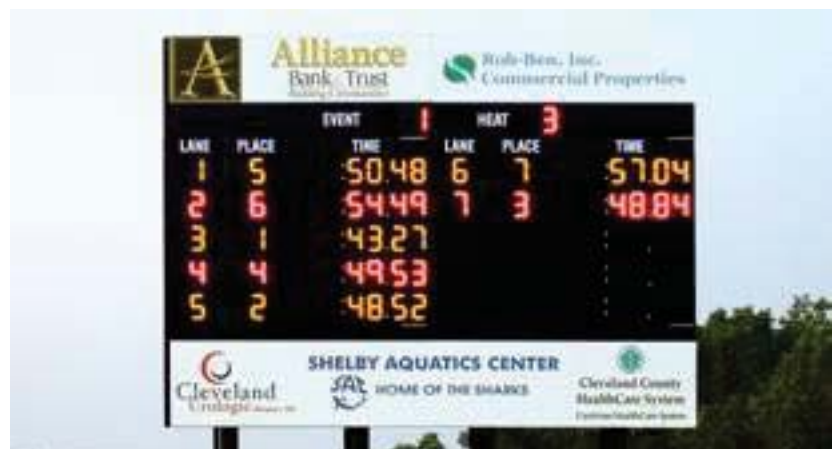 A
Alliance
Bank & Trust
Building Communities
Rob-Ben, Inc.
Commercial Properties
EVENT 1 HEAT 3
LANE PLACE TIME LANE PLACE TIME
1 5 :50.48 6 7 :57.04
2 6 :54.49 7 3 :48.84
3 1 :43.27
4 4 :49.53
5 2 :48.52
Cleveland
Urologic
SHELBY AQUATICS CENTER
HOME OF THE SHARKS
Cleveland County
HealthCare System